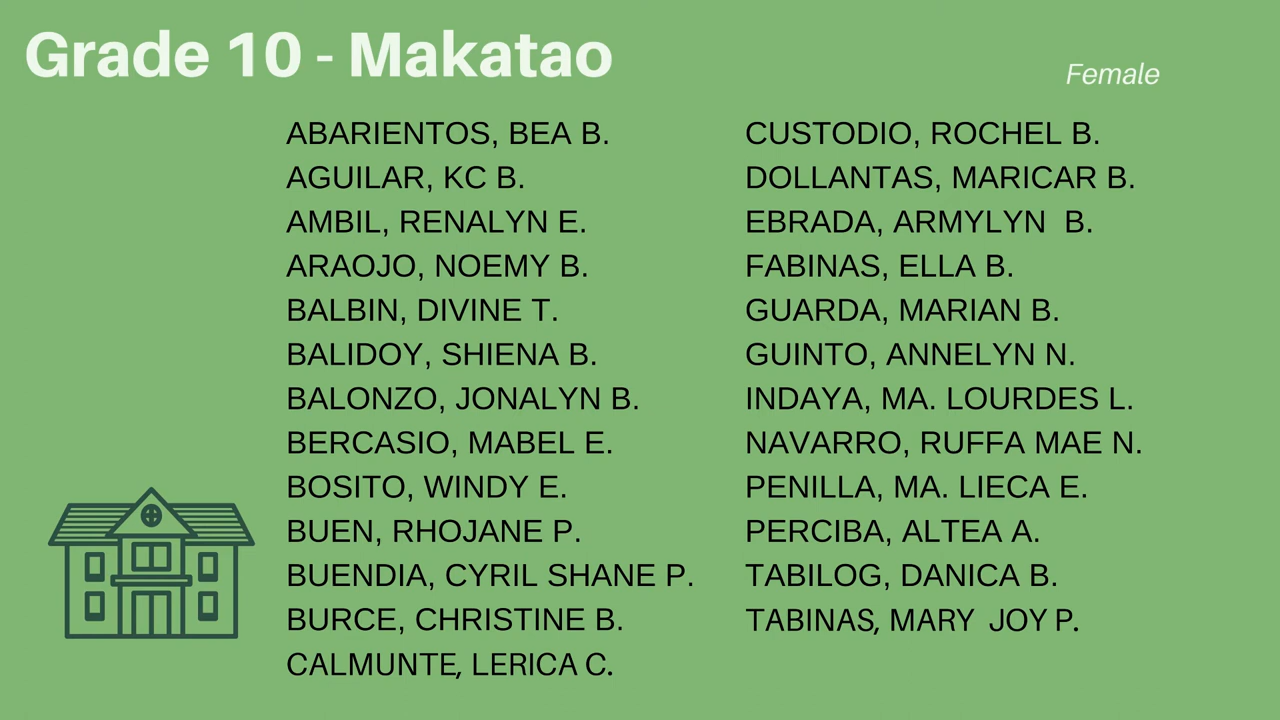 Grade 10 - Makatao
Female
ABARIENTOS, BEA B.
AGUILAR, KC B.
AMBIL, RENALYN E.
ARAOJO, NOEMY B.
BALBIN, DIVINE T.
BALIDOY, SHIENA B.
BALONZO, JONALYN B.
BERCASIO, MABEL E.
BOSITO, WINDY E.
BUEN, RHOJANE P.
BUENDIA, CYRIL SHANE P.
BURCE, CHRISTINE B.
CALMUNTE, LERICA C.
CUSTODIO, ROCHEL B.
DOLLANTAS, MARICAR B.
EBRADA, ARMYLYN  B.
FABINAS, ELLA B.
GUARDA, MARIAN B.
GUINTO, ANNELYN N.
INDAYA, MA. LOURDES L.
NAVARRO, RUFFA MAE N.
PENILLA, MA. LIECA E.
PERCIBA, ALTEA A.
TABILOG, DANICA B.
TABINAS, MARY  JOY P.